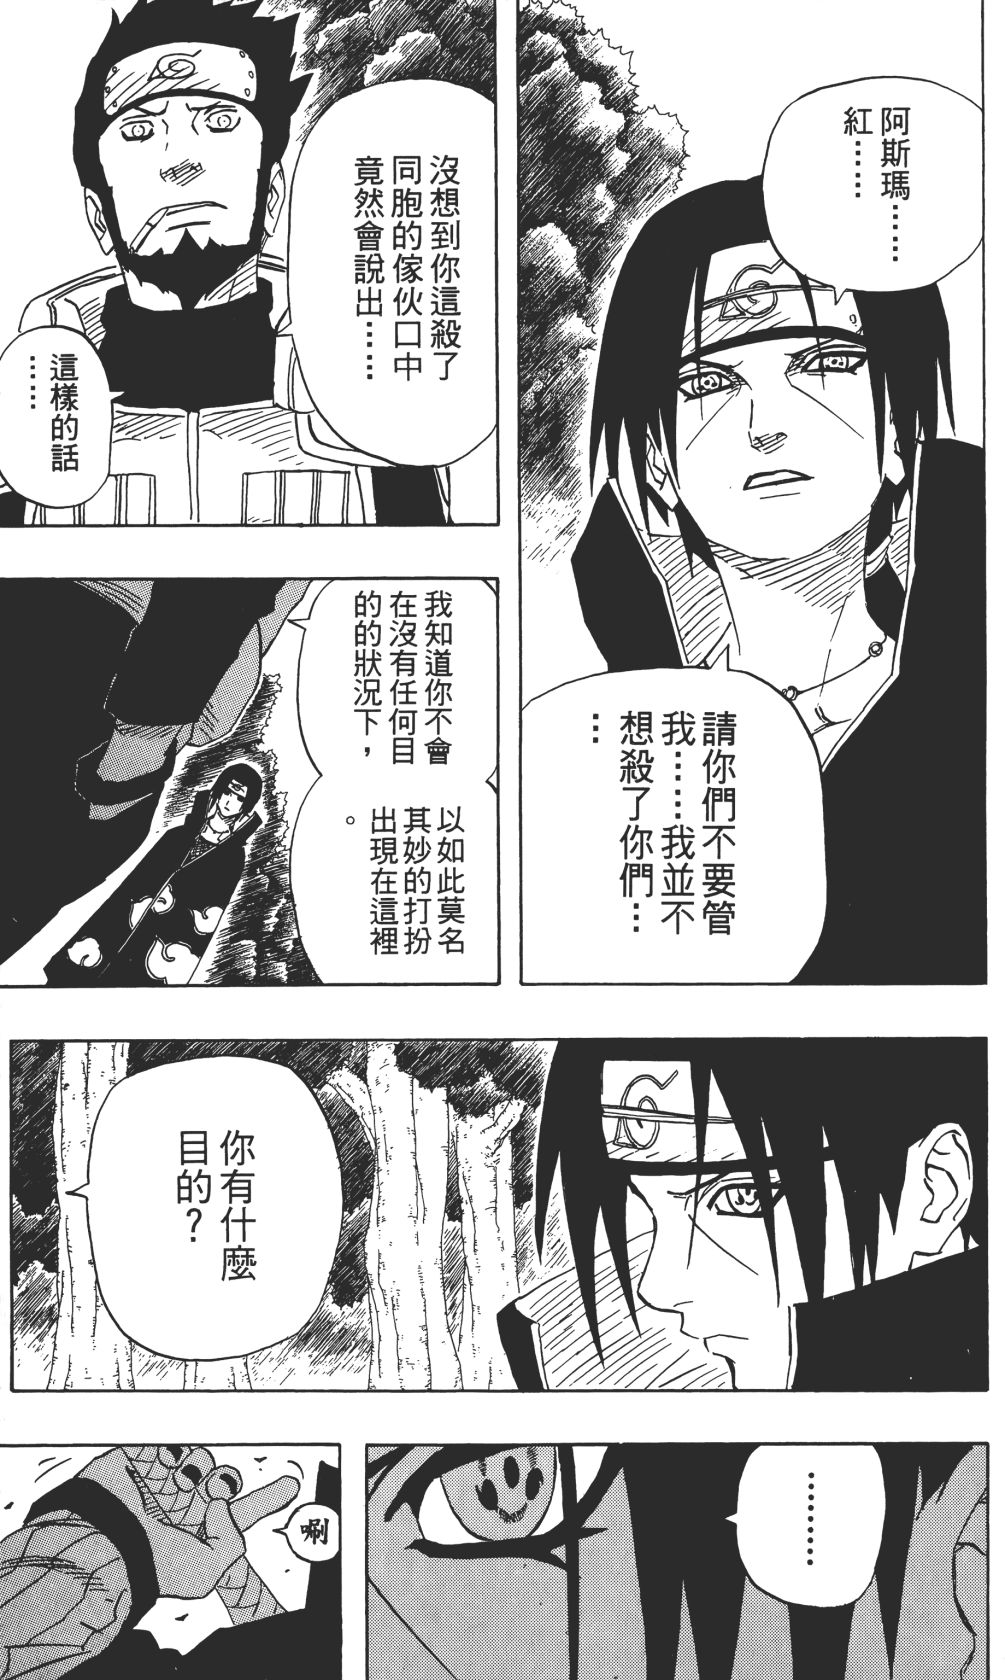 阿斯瑪……
紅……
請你們不要管
我……我並不
想殺了你們…
…
沒想到你這殺了
同胞的傢伙口中
竟然會說出……
這樣的話
……
我知道你不會
在沒有任何目
的的狀況下，
以如此莫名
其妙的打扮
出現在這裡
。
你有什麼
目的？
………
唰